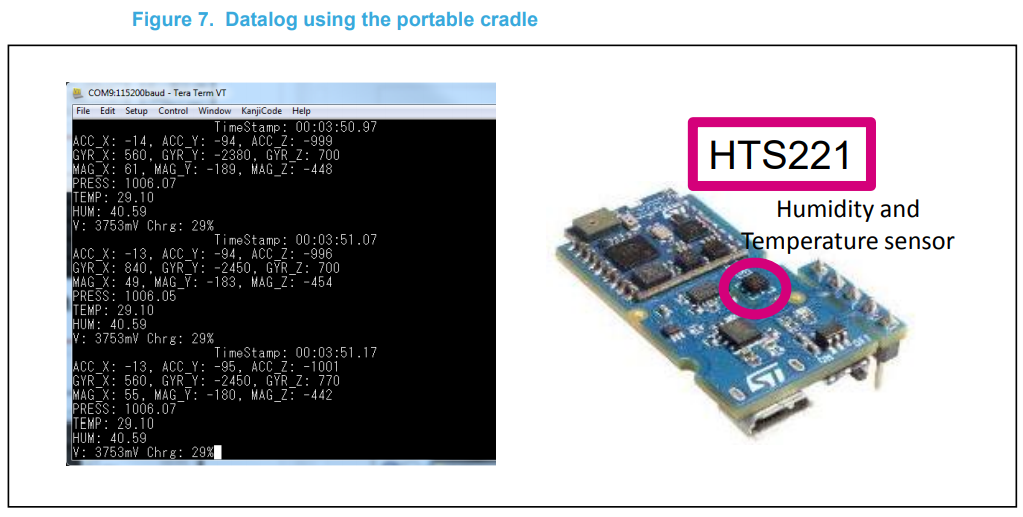 Figure 7. Datalog using the portable cradle
COM9:115200baud - Tera Term VT
File Edit Setup Control Window KanjiCode Help
TimeStamp: 00:03:50.97
ACC_X: -14, ACC_Y: -94, ACC_Z: -999
GYR_X: 560, GYR_Y: -2380, GYR_Z: 700
MAG_X: 61, MAG_Y: -189, MAG_Z: -448
PRESS: 1006.07
TEMP: 29.10
HUM: 40.59
V: 3753mV Chrg: 29%
TimeStamp: 00:03:51.07
ACC_X: -13, ACC_Y: -94, ACC_Z: -996
GYR_X: 840, GYR_Y: -2450, GYR_Z: 700
MAG_X: 49, MAG_Y: -183, MAG_Z: -454
PRESS: 1006.05
TEMP: 29.10
HUM: 40.59
V: 3753mV Chrg: 29%
TimeStamp: 00:03:51.17
ACC_X: -13, ACC_Y: -95, ACC_Z: -1001
GYR_X: 560, GYR_Y: -2450, GYR_Z: 770
MAG_X: 55, MAG_Y: -180, MAG_Z: -442
PRESS: 1006.07
TEMP: 29.10
HUM: 40.59
V: 3753mV Chrg: 29%
HTS221
Humidity and
Temperature sensor
ST
ON OFF
ST